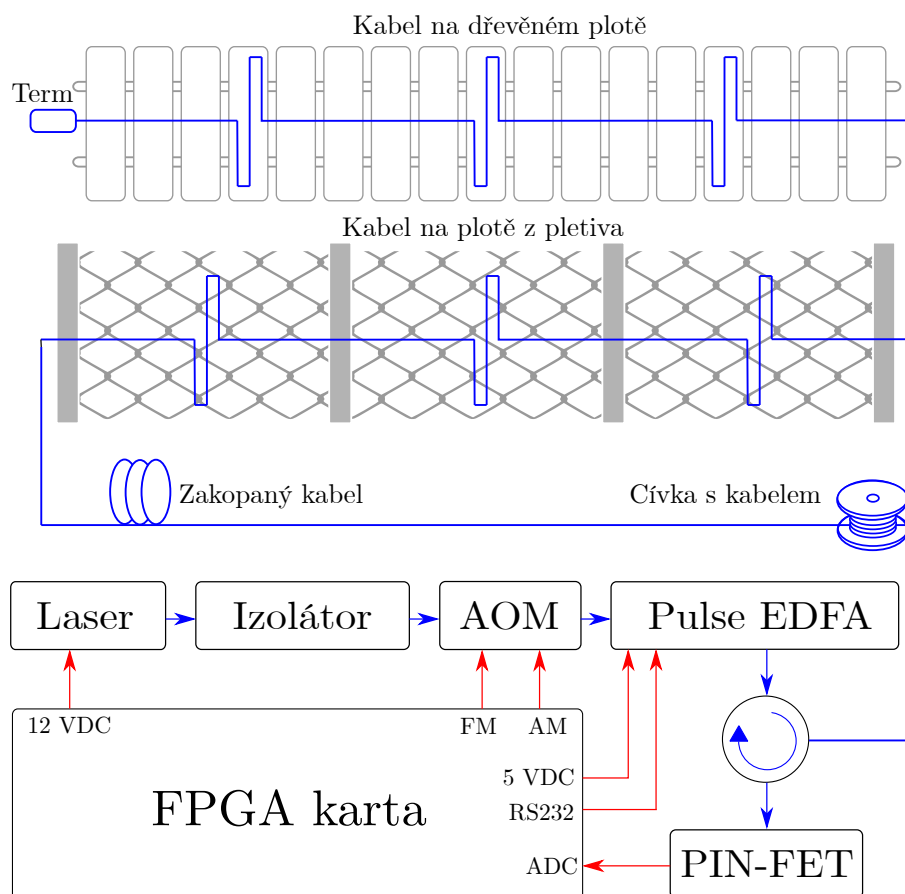 Kabel na dřevěném plotě
Term
Kabel na plotě z pletiva
Zakopaný kabel
Cívka s kabelem
Laser
Izolátor
AOM
Pulse EDFA
12 VDC
FM
AM
5 VDC
FPGA karta
RS232
ADC
PIN-FET